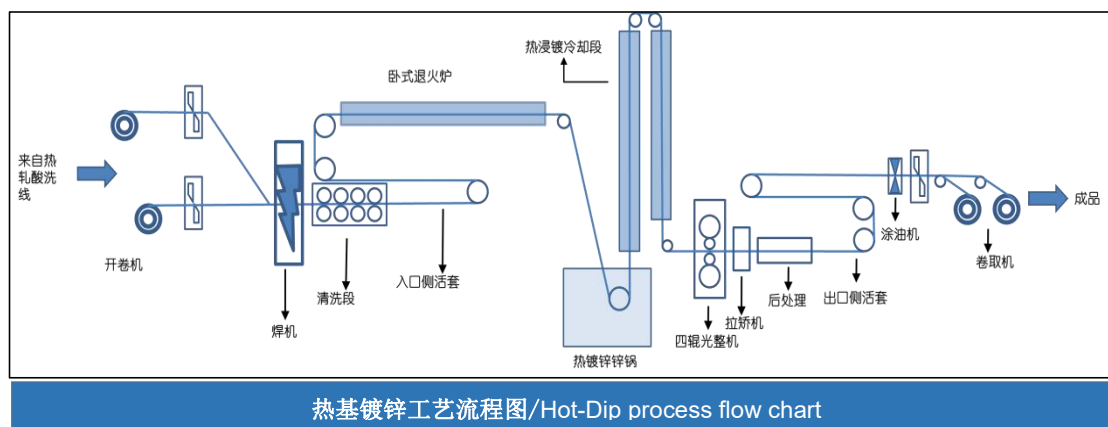 热浸镀冷却段
卧式退火炉
来自热
轧酸洗
线
开卷机
焊机
清洗段
入口侧活套
热镀锌锌锅
四辊光整机
拉矫机
后处理
出口侧活套
涂油机
卷取机
成品
热基镀锌工艺流程图/Hot-Dip process flow chart